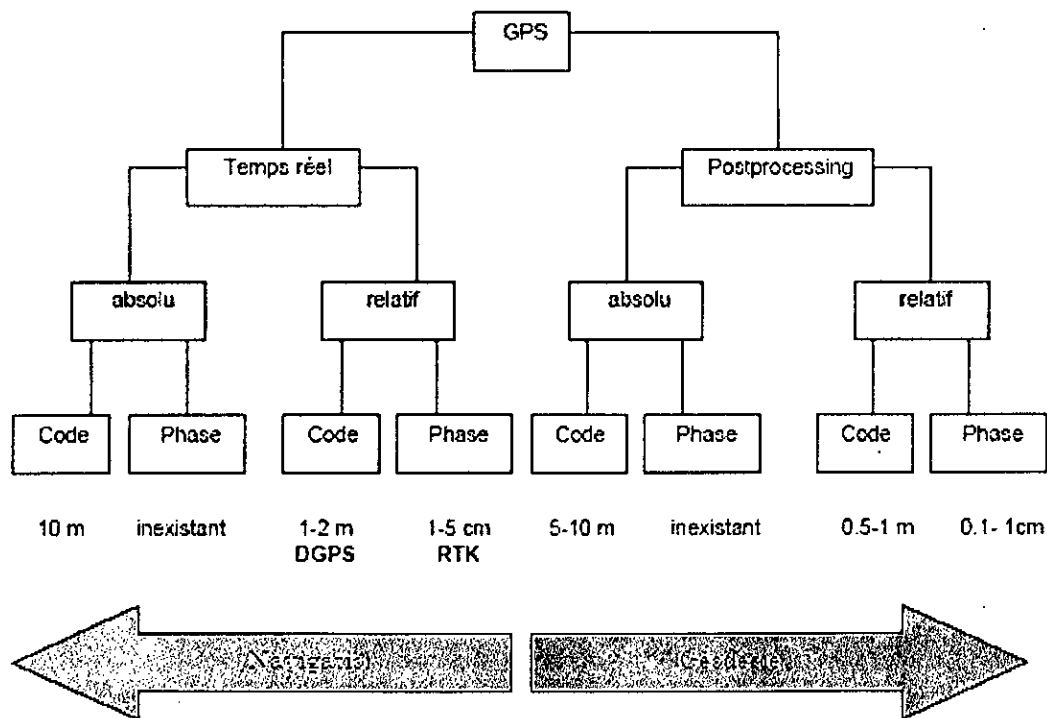 GPS
Temps réel
Postprocessing
absolu
relatif
absolu
relatif
Code
Phase
Code
Phase
Code
Phase
Code
Phase
10 m
inexistant
1-2 m
DGPS
1-5 cm
RTK
5-10 m
inexistant
0.5-1 m
0.1- 1cm